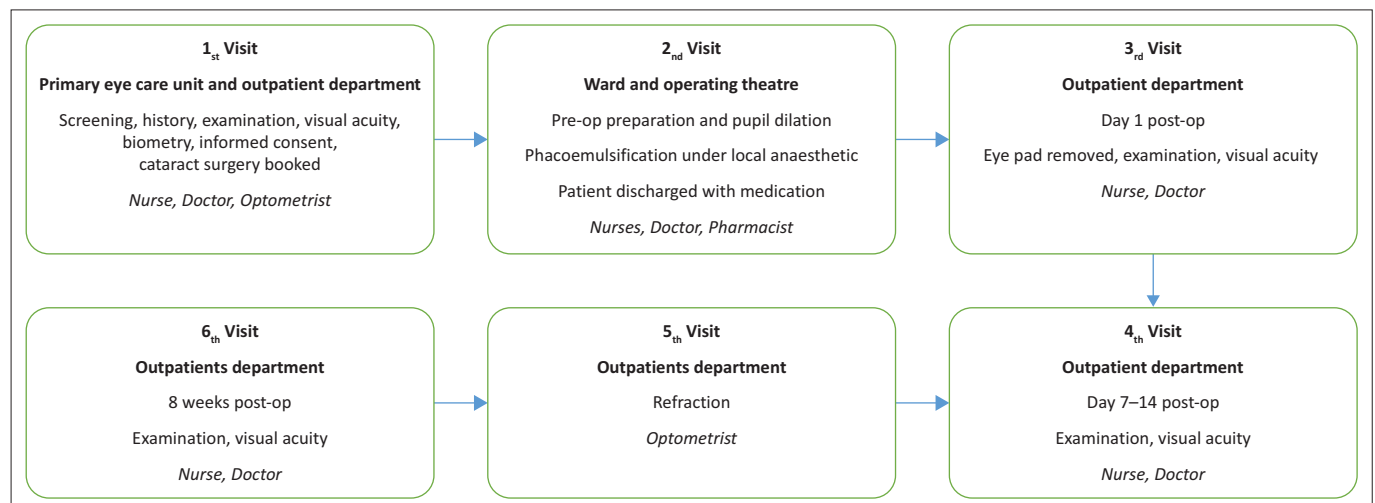 1st Visit
Primary eye care unit and outpatient department
Screening, history, examination, visual acuity,
biometry, informed consent,
cataract surgery booked
Nurse, Doctor, Optometrist
2nd Visit
Ward and operating theatre
Pre-op preparation and pupil dilation
Phacoemulsification under local anaesthetic
Patient discharged with medication
Nurses, Doctor, Pharmacist
3rd Visit
Outpatient department
Day 1 post-op
Eye pad removed, examination, visual acuity
Nurse, Doctor
6th Visit
Outpatients department
8 weeks post-op
Examination, visual acuity
Nurse, Doctor
5th Visit
Outpatients department
Refraction
Optometrist
4th Visit
Outpatient department
Day 7–14 post-op
Examination, visual acuity
Nurse, Doctor